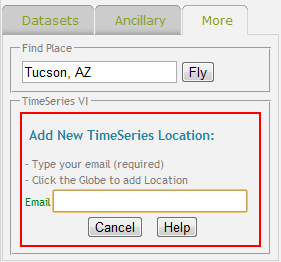 Datasets Ancillary More
Find Place
Tucson, AZ Fly
TimeSeries VI
Add New TimeSeries Location:
- Type your email (required)
- Click the Globe to add Location
Email
Cancel Help